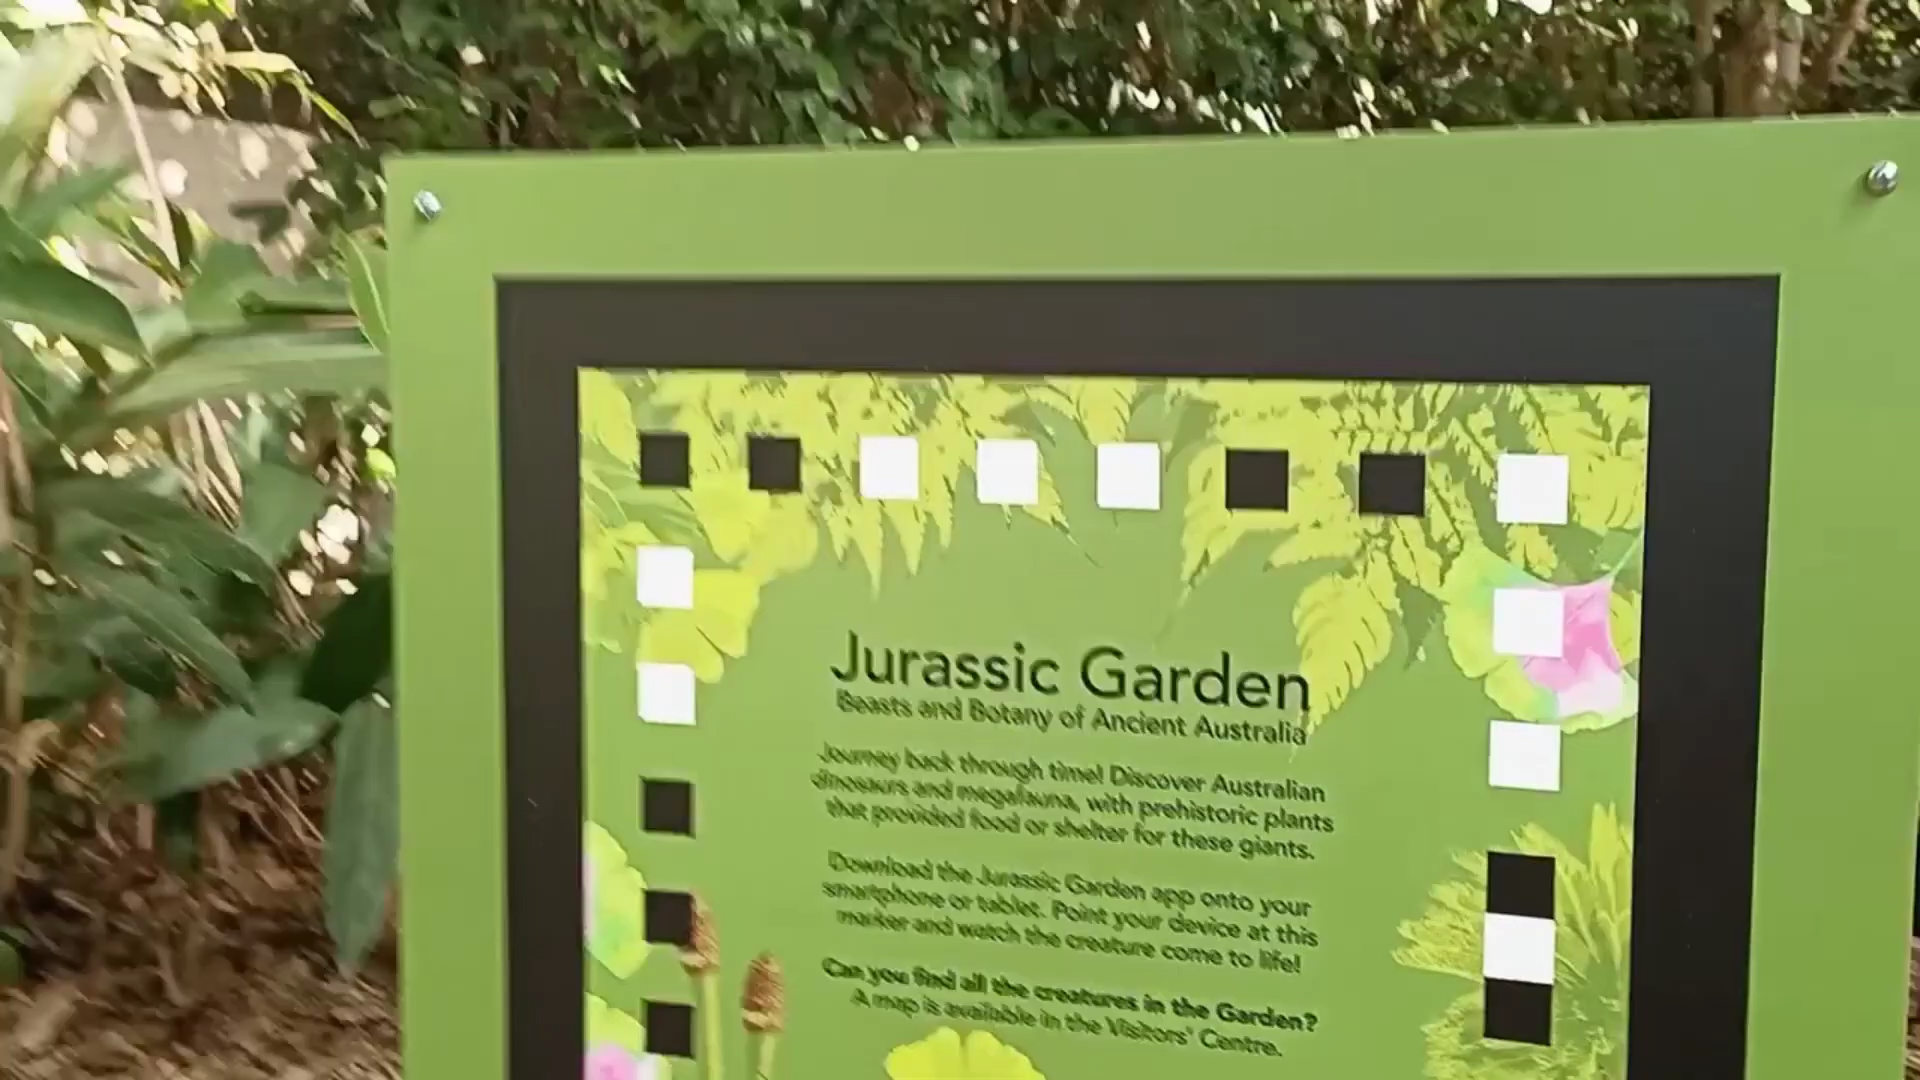 Jurassic Garden
Beasts and Botany of Ancient Australia
Journey back through time! Discover Australian
dinosaurs and megafauna, with prehistoric plants
that provided food or shelter for these giants.
Download the Jurassic Garden app onto your
smartphone or tablet. Point your device at this
marker and watch the creature come to life!
Can you find all the creatures in the Garden?
A map is available in the Visitors' Centre.